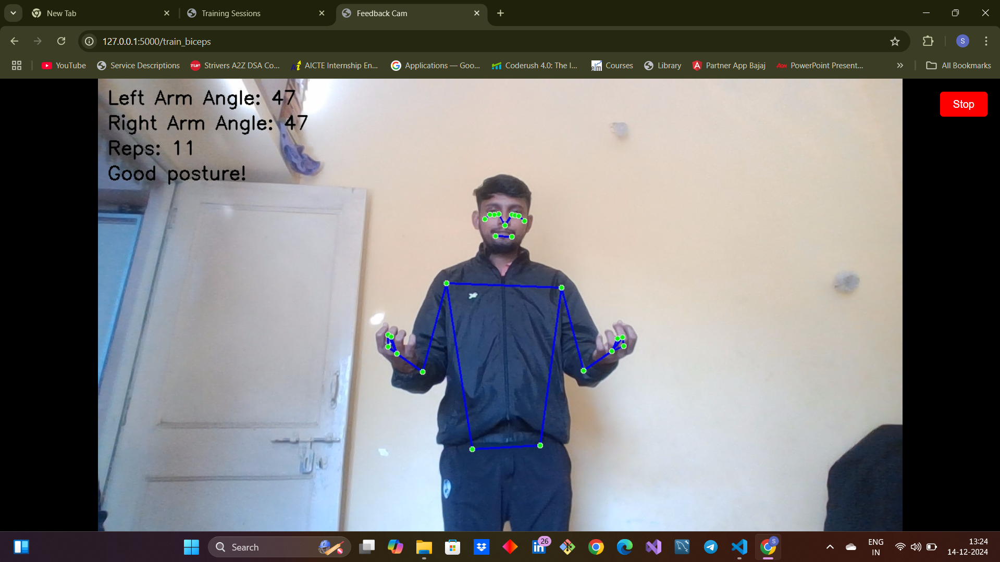 New Tab
Training Sessions
Feedback Cam
127.0.0.1:5000/train_biceps
S
YouTube
Service Descriptions
TUF
Strivers A2Z DSA Co...
AICTE Internship En...
Applications — Goo...
Coderush 4.0: The I...
elm
Courses
Library
Partner App Bajaj
AON
PowerPoint Present...
All Bookmarks
Left Arm Angle: 47
Right Arm Angle: 47
Reps: 11
Good posture!
Stop
Search
26
S
ENG
IN
13:24
14-12-2024